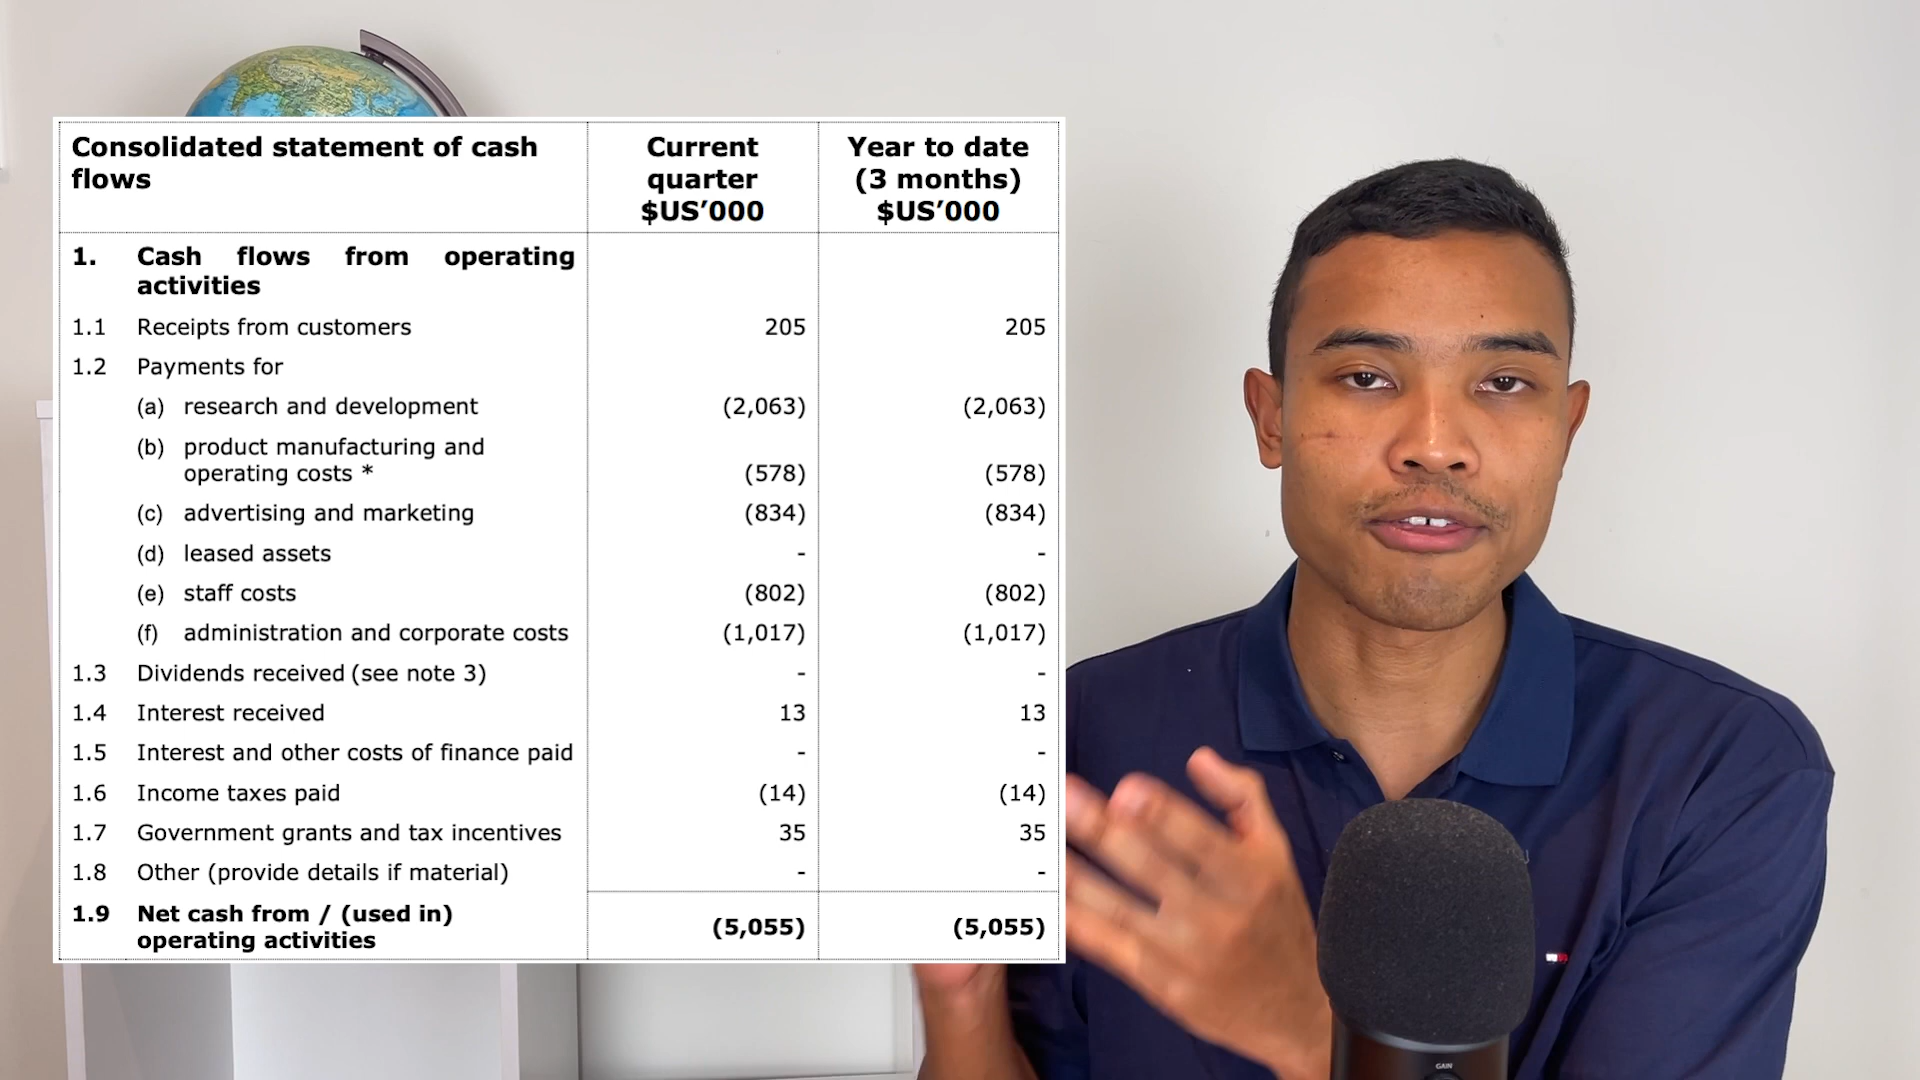 Consolidated statement of cash
flows
Current
quarter
$US’000
Year to date
(3 months)
$US’000
1. Cash flows from operating
activities
1.1 Receipts from customers 205 205
1.2 Payments for
(a) research and development (2,063) (2,063)
(b) product manufacturing and
operating costs * (578) (578)
(c) advertising and marketing (834) (834)
(d) leased assets - -
(e) staff costs (802) (802)
(f) administration and corporate costs (1,017) (1,017)
1.3 Dividends received (see note 3) - -
1.4 Interest received 13 13
1.5 Interest and other costs of finance paid - -
1.6 Income taxes paid (14) (14)
1.7 Government grants and tax incentives 35 35
1.8 Other (provide details if material) - -
1.9 Net cash from / (used in)
operating activities (5,055) (5,055)
GAIN